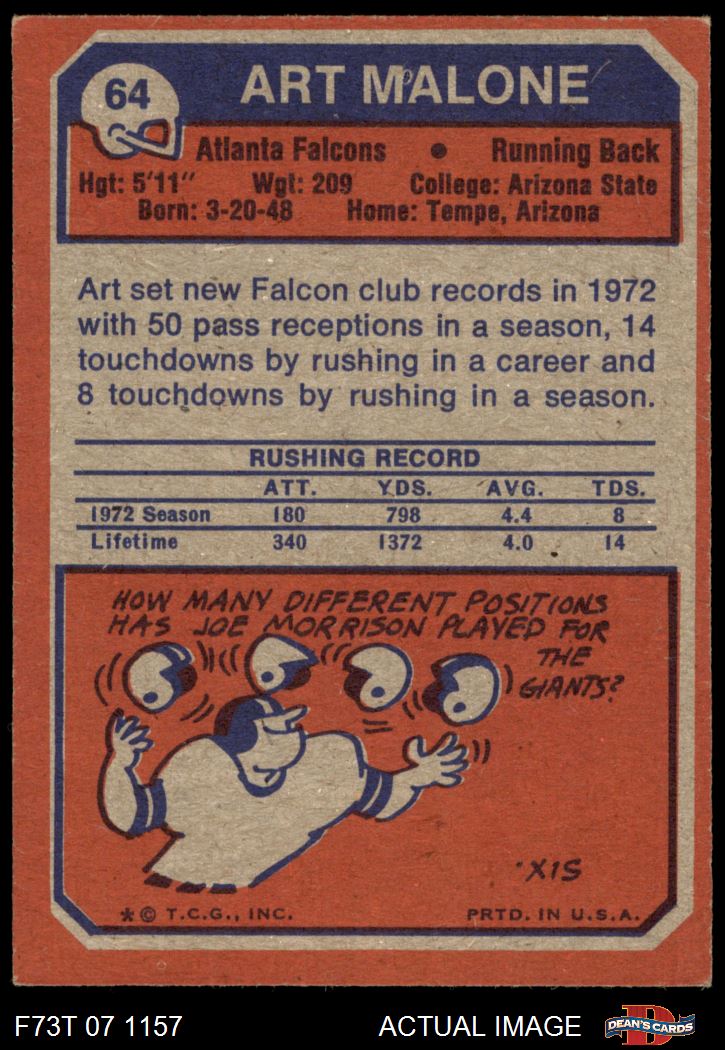 64
ART MALONE
Atlanta Falcons • Running Back
Hgt: 5'11" Wgt: 209 College: Arizona State
Born: 3-20-48 Home: Tempe, Arizona
Art set new Falcon club records in 1972
with 50 pass receptions in a season, 14
touchdowns by rushing in a career and
8 touchdowns by rushing in a season.
RUSHING RECORD
ATT. YDS. AVG. TDS.
1972 Season 180 798 4.4 8
Lifetime 340 1372 4.0 14
HOW MANY DIFFERENT POSITIONS
HAS JOE MORRISON PLAYED FOR
THE
GIANTS?
·XIS
* © T.C.G., INC. PRTD. IN U.S.A.
F73T 07 1157 ACTUAL IMAGE
D
DEAN'S CARDS